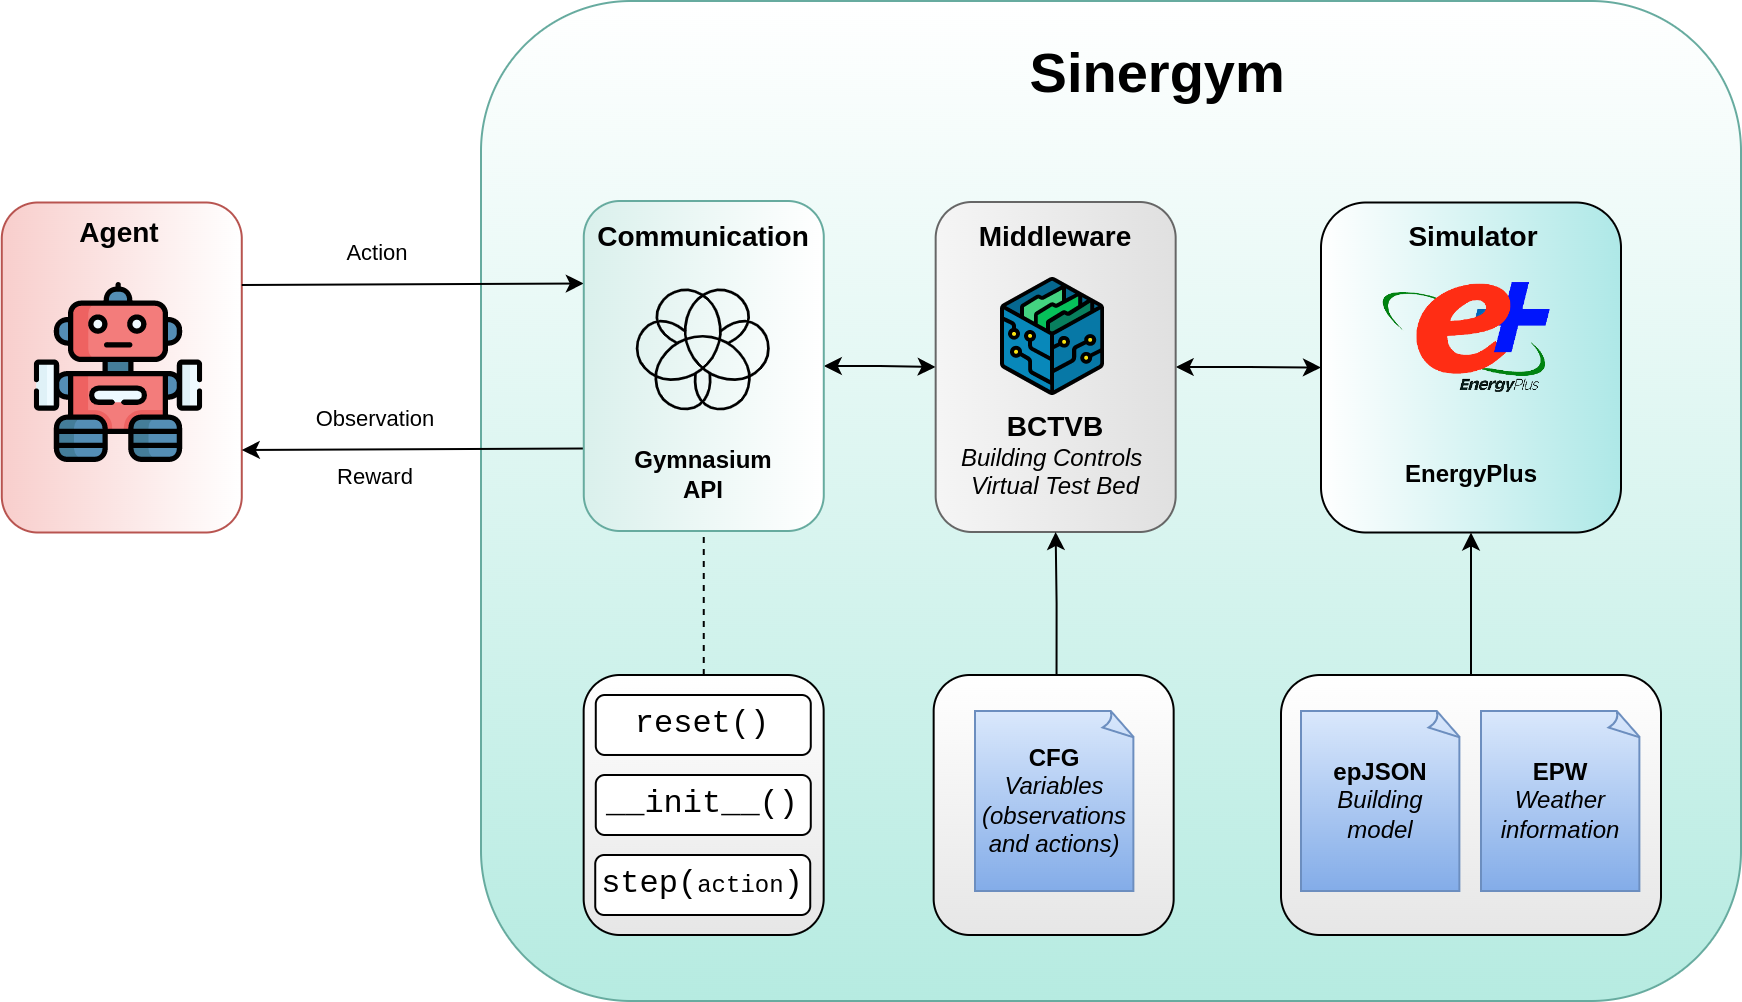 Sinergym
Agent
Action
Observation
Reward
Communication
Gymnasium
API
Middleware
BCTVB
Building Controls
Virtual Test Bed
Simulator
e+
EnergyPlus
EnergyPlus
reset()
__init__()
step(action)
CFG
Variables
(observations
and actions)
epJSON
Building
model
EPW
Weather
information